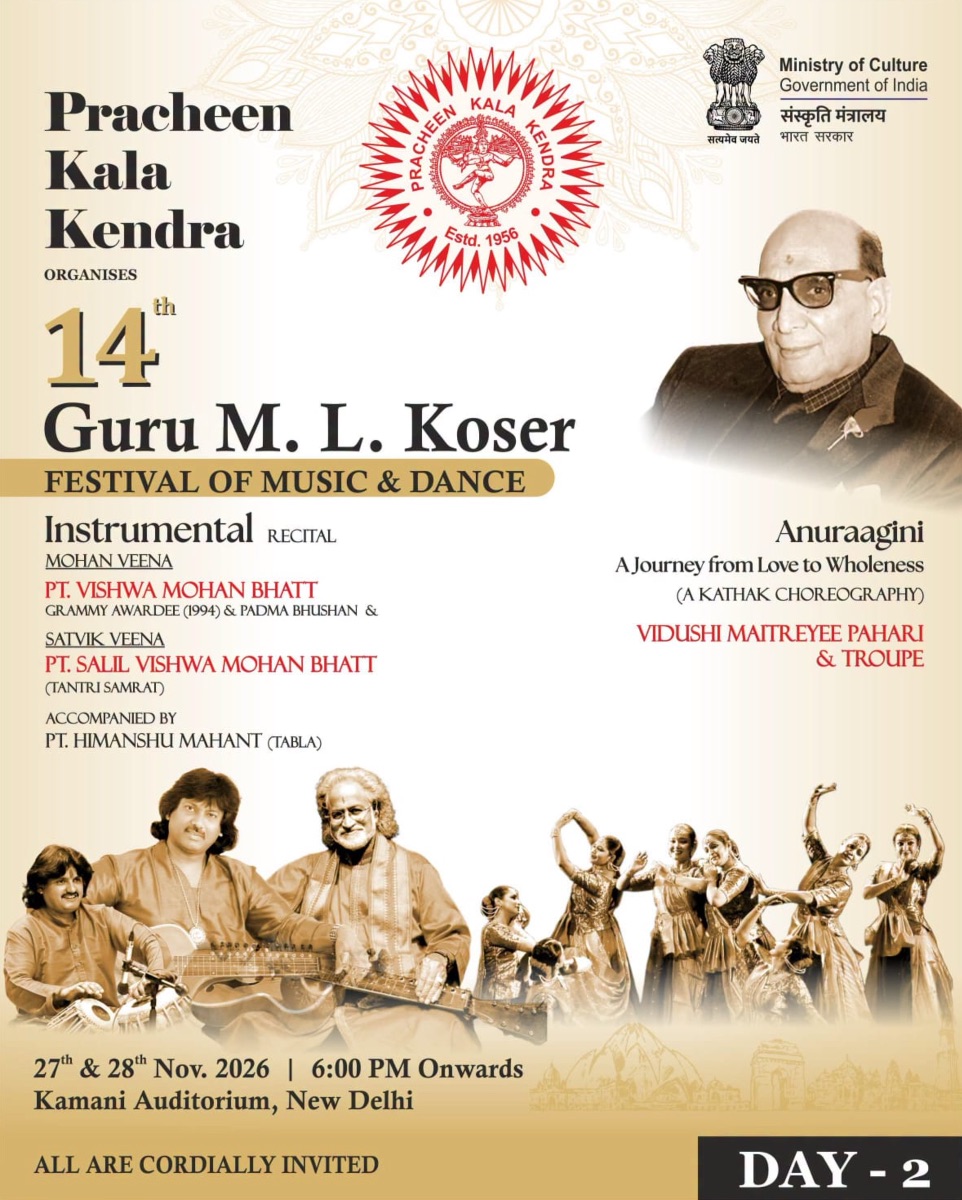 Pracheen
Kala
Kendra
ORGANISES
PRACHEEN KALA KENDRA
Estd. 1956
सत्यमेव जयते
Ministry of Culture
Government of India
संस्कृति मंत्रालय
भारत सरकार
14th
Guru M. L. Koser
FESTIVAL OF MUSIC & DANCE
Instrumental RECITAL
MOHAN VEENA
PT. VISHWA MOHAN BHATT
GRAMMY AWARDEE (1994) & PADMA BHUSHAN &
SATVIK VEENA
PT. SALIL VISHWA MOHAN BHATT
(TANTRI SAMRAT)
ACCOMPANIED BY
PT. HIMANSHU MAHANT (TABLA)
Anuraagini
A Journey from Love to Wholeness
(A KATHAK CHOREOGRAPHY)
VIDUSHI MAITREYEE PAHARI
& TROUPE
27th & 28th Nov. 2026 | 6:00 PM Onwards
Kamani Auditorium, New Delhi
ALL ARE CORDIALLY INVITED
DAY - 2